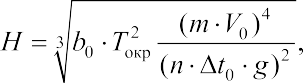 H = ∛(b₀ · T²окр (m · V₀)⁴ / (n · Δt₀ · g)²),